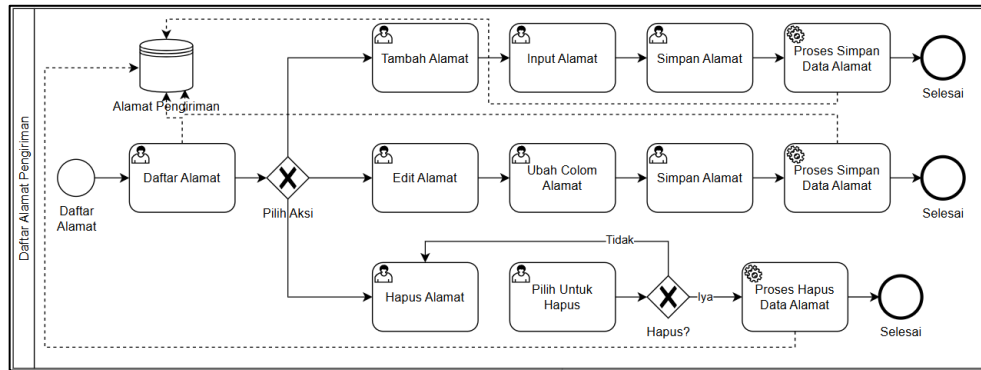 Daftar Alamat Pengiriman
Alamat Pengiriman
Tambah Alamat
Input Alamat
Simpan Alamat
Proses Simpan
Data Alamat
Selesai
Daftar
Alamat
Daftar Alamat
Pilih Aksi
Edit Alamat
Ubah Colom
Alamat
Simpan Alamat
Proses Simpan
Data Alamat
Selesai
Tidak
Hapus Alamat
Pilih Untuk
Hapus
Hapus?
Iya
Proses Hapus
Data Alamat
Selesai